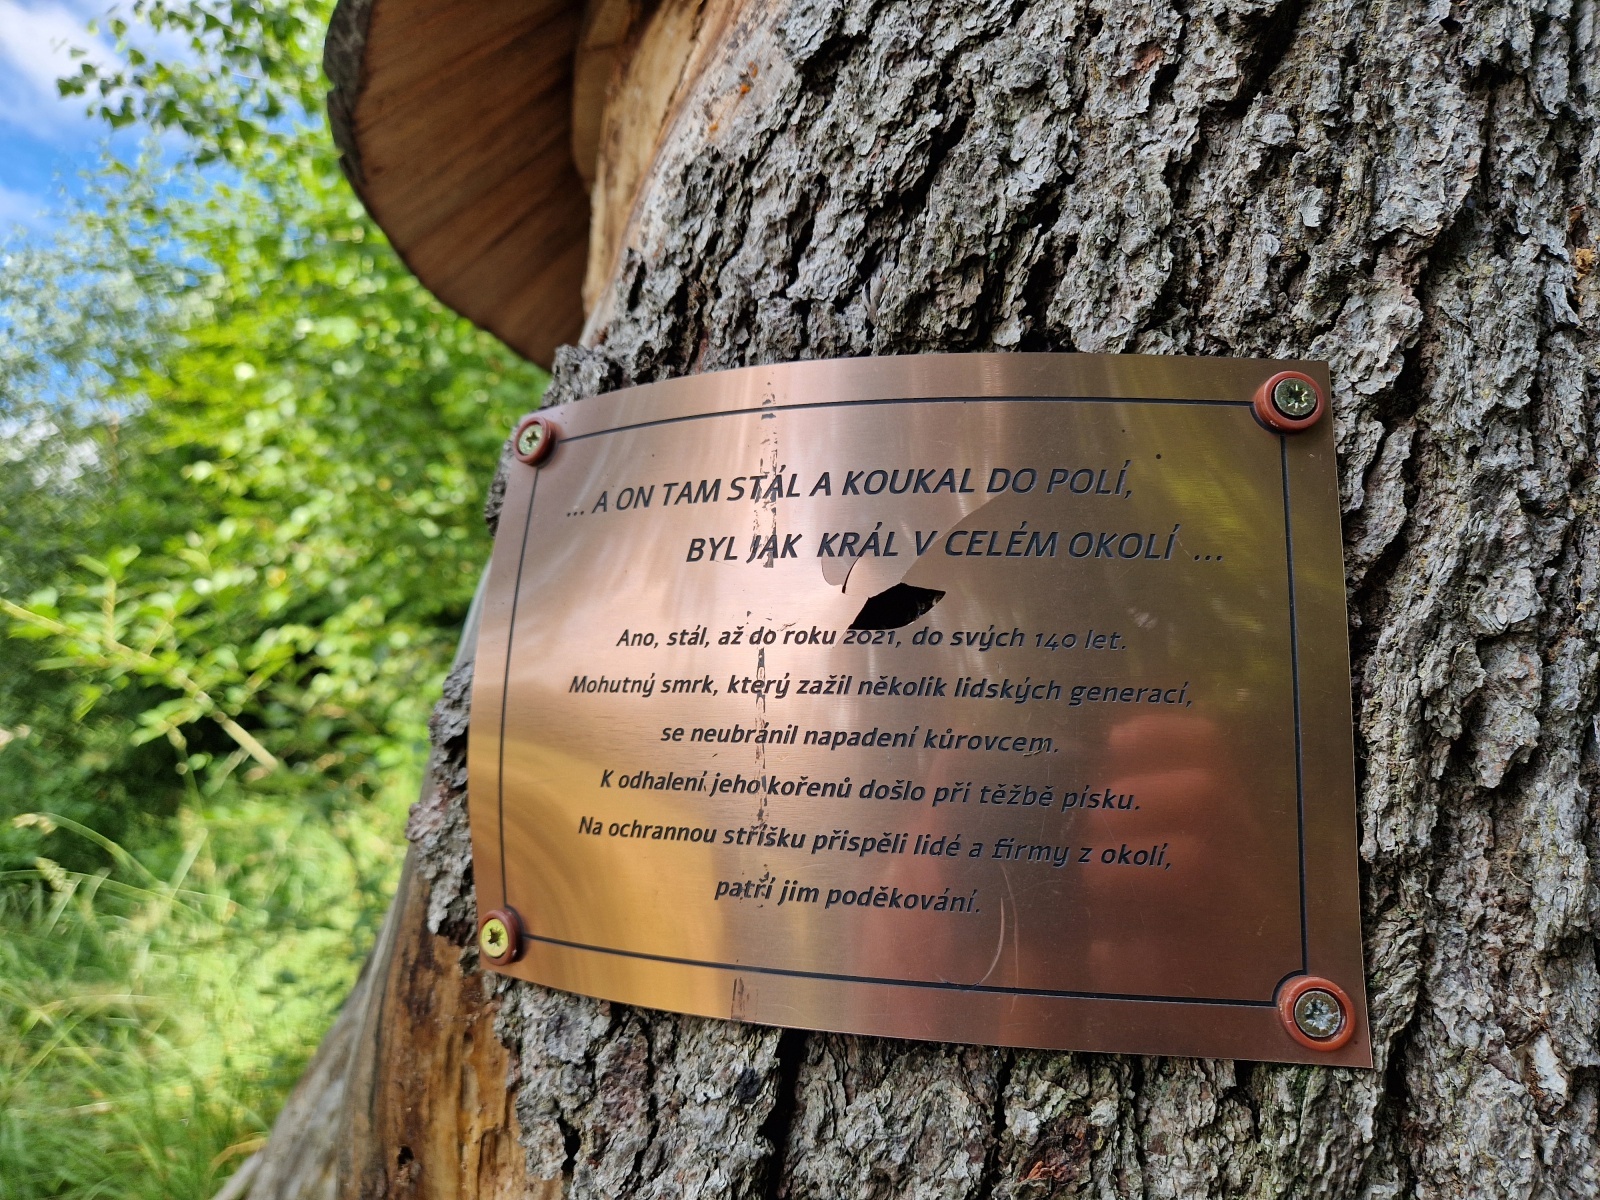 ... A ON TAM STÁL A KOUKAL DO POLÍ,
BYL JAK KRÁL V CELÉM OKOLÍ ...
Ano, stál, až do roku 2021, do svých 140 let.
Mohutný smrk, který zažil několik lidských generací,
se neubránil napadení kůrovcem.
K odhalení jeho kořenů došlo při těžbě písku.
Na ochrannou stříšku přispěli lidé a firmy z okolí,
patří jim poděkování.